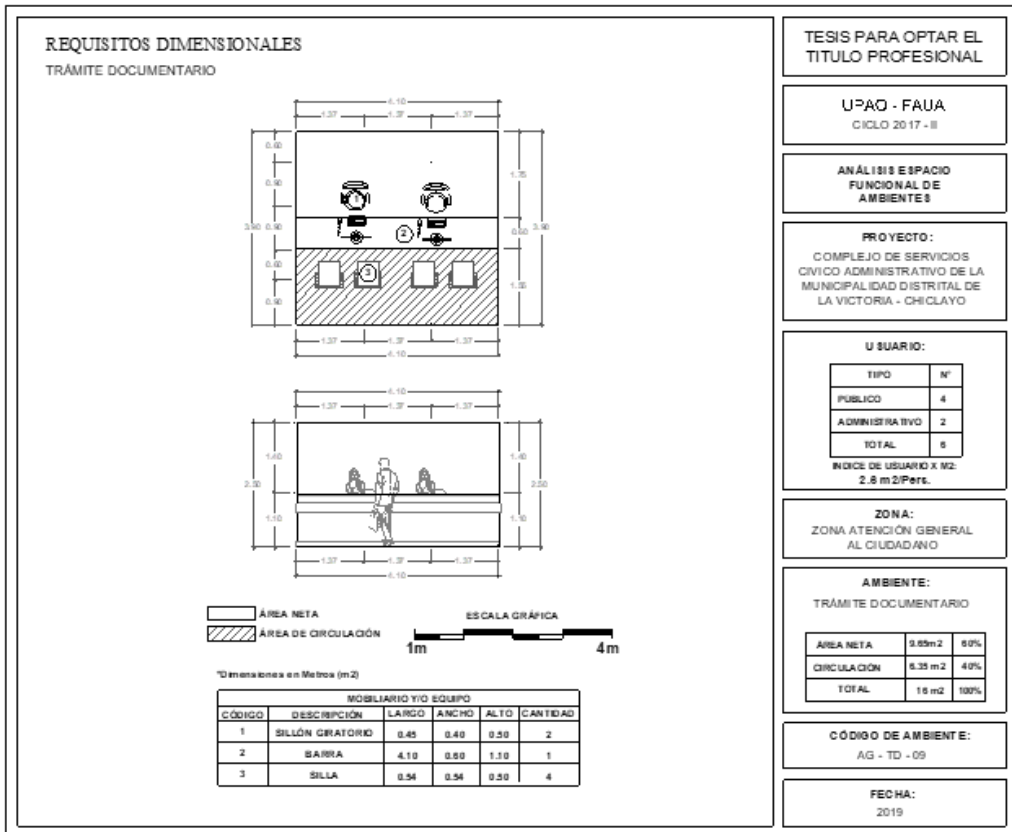 REQUISITOS DIMENSIONALES
TRÁMITE DOCUMENTARIO
4.10
1.37 1.37 1.37
0.60
0.90
0.90
0.60
0.90
3.90
1.75
0.60
1.55
3.90
1
2
3
1.37 1.37 1.37
4.10
4.10
1.37 1.37 1.37
2.50
1.40
1.10
1.40
1.10
2.50
1.37 1.37 1.37
4.10
ÁREA NETA
ÁREA DE CIRCULACIÓN
ESCALA GRÁFICA
1m 4m
*Dimensiones en Metros (m2)
MOBILIARIO Y/O EQUIPO
CÓDIGO DESCRIPCIÓN LARGO ANCHO ALTO CANTIDAD
1 SILLÓN GIRATORIO 0.45 0.40 0.50 2
2 BARRA 4.10 0.60 1.10 1
3 SILLA 0.54 0.54 0.50 4
TESIS PARA OPTAR EL
TITULO PROFESIONAL
UPAO - FAUA
CICLO 2017 - II
ANÁLISIS ESPACIO
FUNCIONAL DE
AMBIENTES
PROYECTO:
COMPLEJO DE SERVICIOS
CIVICO ADMINISTRATIVO DE LA
MUNICIPALIDAD DISTRITAL DE
LA VICTORIA - CHICLAYO
USUARIO:
TIPO N°
PÚBLICO 4
ADMINISTRATIVO 2
TOTAL 6
INDICE DE USUARIO X M2:
2.6 m2/Pers.
ZONA:
ZONA ATENCIÓN GENERAL
AL CIUDADANO
AMBIENTE:
TRÁMITE DOCUMENTARIO
ÁREA NETA 9.65m2 60%
CIRCULACIÓN 6.35 m2 40%
TOTAL 16 m2 100%
CÓDIGO DE AMBIENTE:
AG - TD - 09
FECHA:
2019